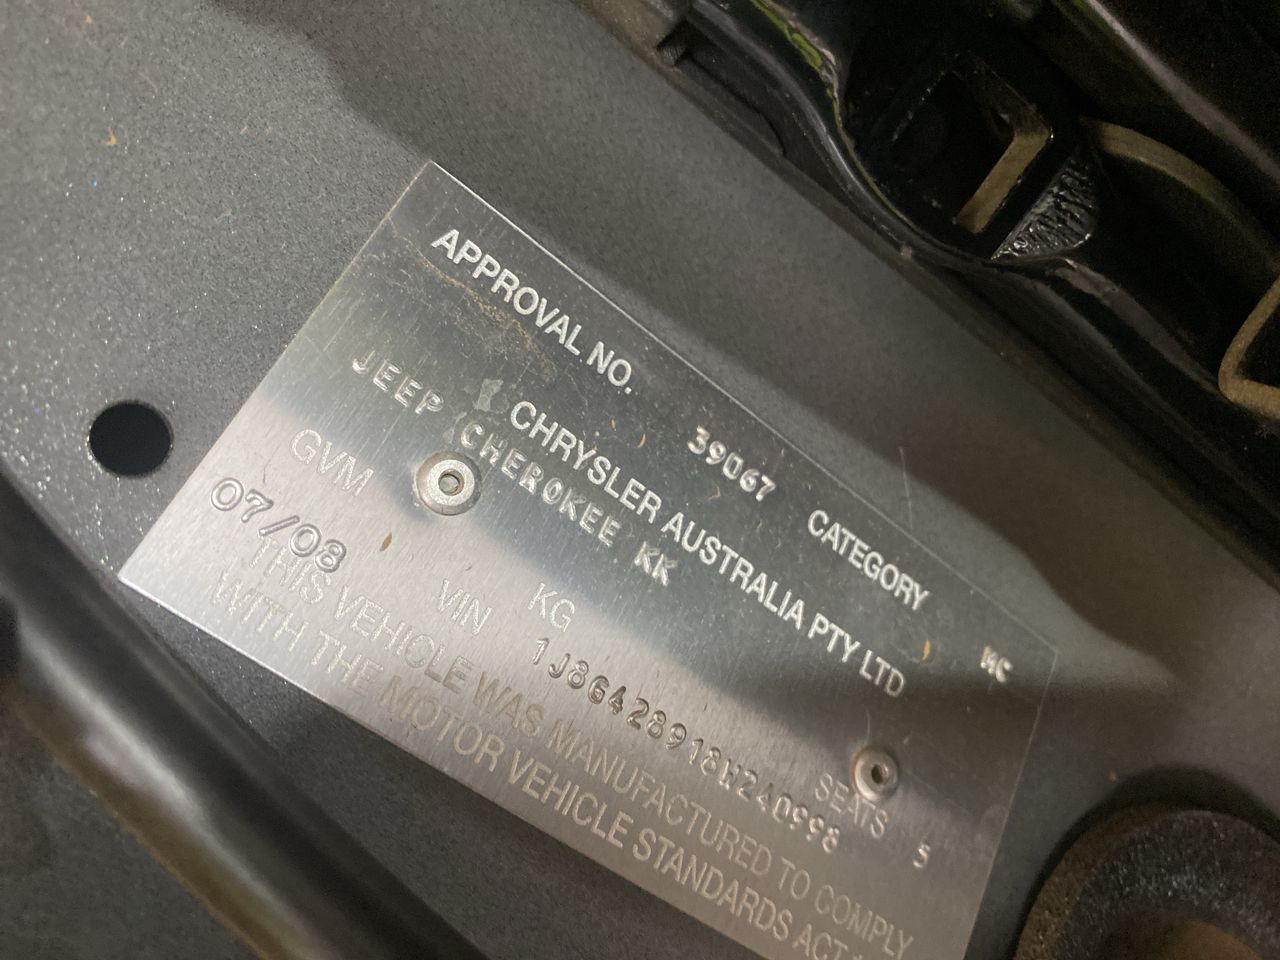 APPROVAL NO. 39067 CATEGORY MC
CHRYSLER AUSTRALIA PTY LTD
JEEP CHEROKEE KK
GVM KG SEATS 5
07/08 VIN 1J8G428918W240998
THIS VEHICLE WAS MANUFACTURED TO COMPLY
WITH THE MOTOR VEHICLE STANDARDS ACT